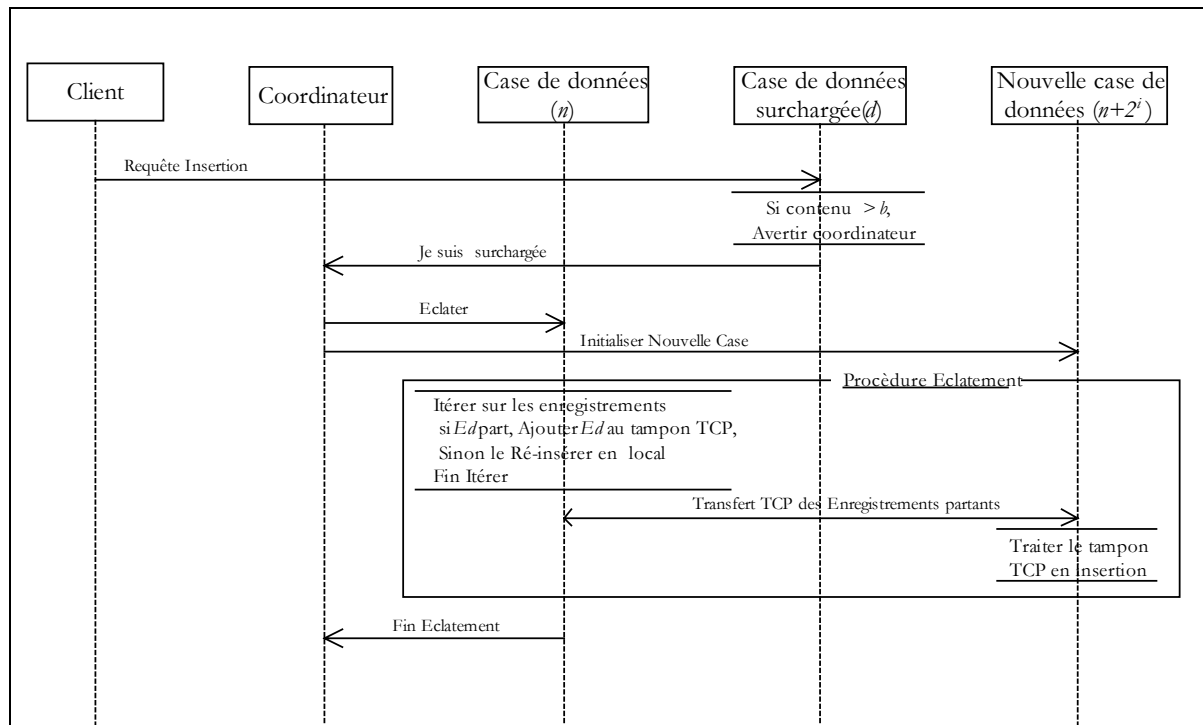 Client
Coordinateur
Case de données
(n)
Case de données
surchargée(d)
Nouvelle case de
données (n+2^i)
Requête Insertion
Si contenu > b,
Avertir coordinateur
Je suis surchargée
Eclater
Initialiser Nouvelle Case
Procèdure Eclatement
Itérer sur les enregistrements
si Ed part, Ajouter Ed au tampon TCP,
Sinon le Ré-insérer en local
Fin Itérer
Transfert TCP des Enregistrements partants
Traiter le tampon
TCP en Insertion
Fin Eclatement